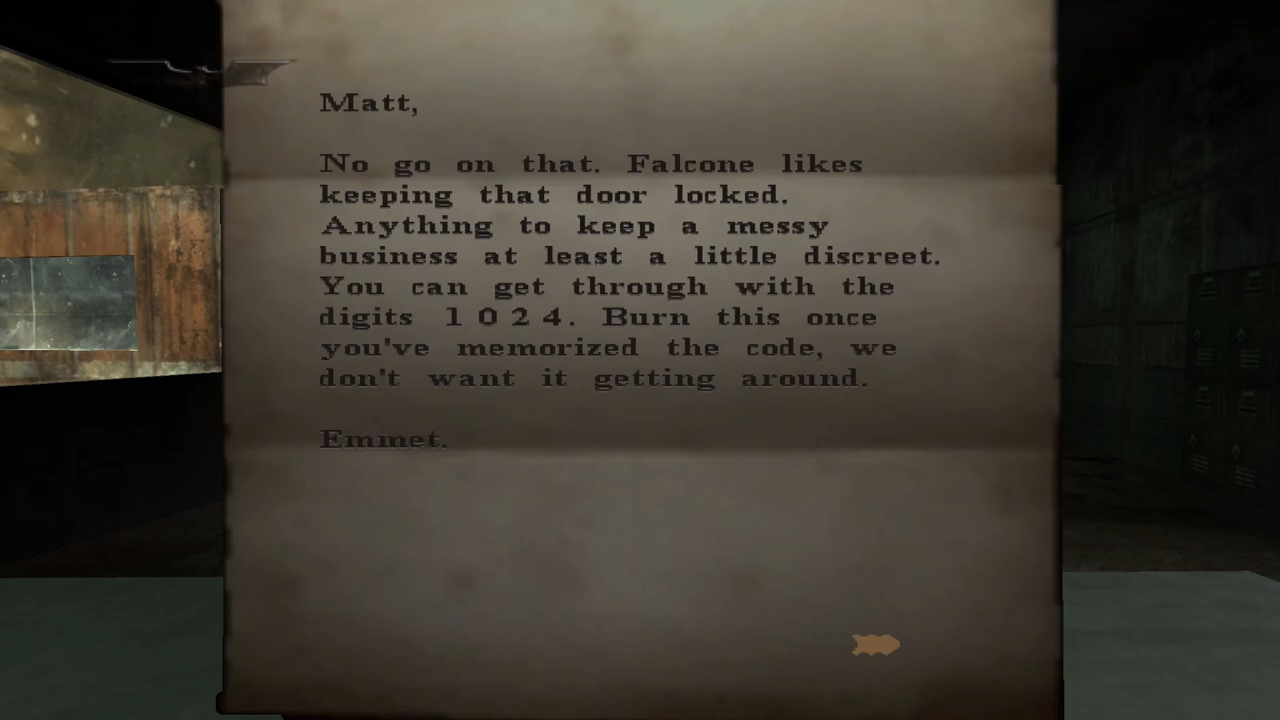 Matt,
No go on that. Falcone likes
keeping that door locked.
Anything to keep a messy
business at least a little discreet.
You can get through with the
digits 1 0 2 4. Burn this once
you've memorized the code, we
don't want it getting around.
Emmet.